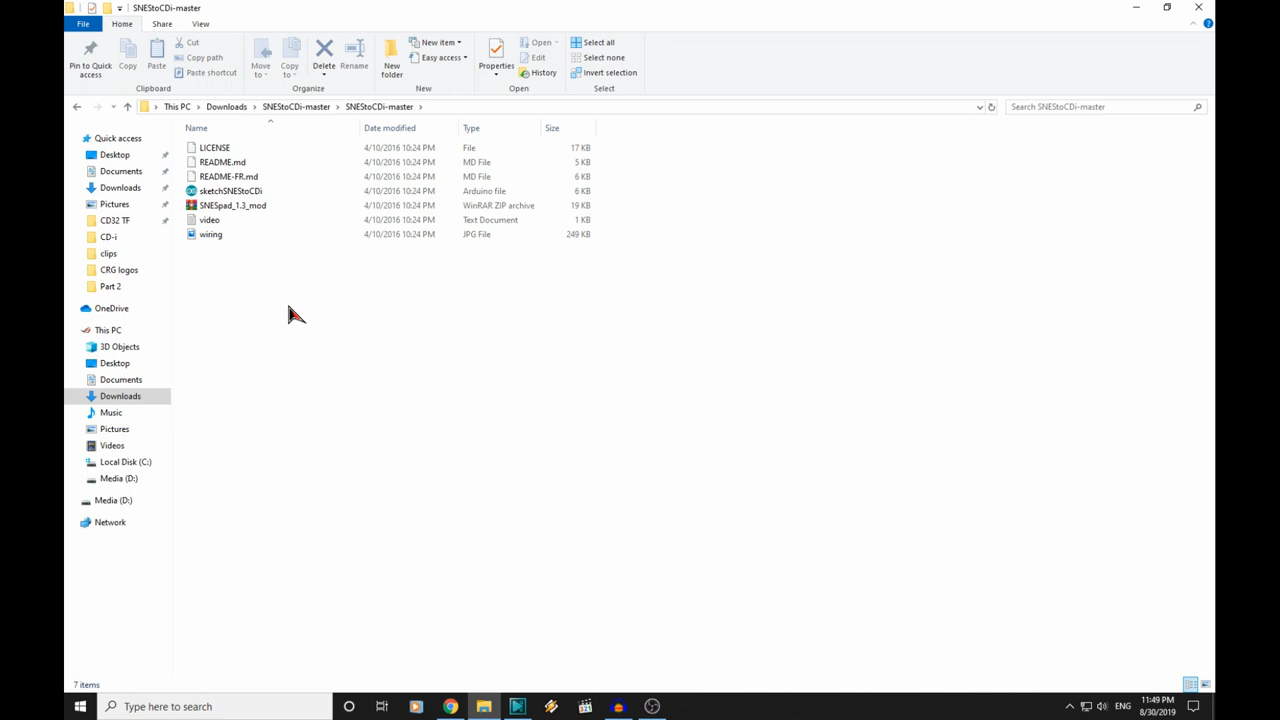 SNEStoCDi-master
File Home Share View
Pin to Quick access
Copy
Paste
Cut
Copy path
Paste shortcut
Move to
Copy to
Delete
Rename
New folder
New item
Easy access
Properties
Open
Edit
History
Select all
Select none
Invert selection
Clipboard Organize New Open Select
This PC > Downloads > SNEStoCDi-master > SNEStoCDi-master >
Search SNEStoCDi-master
Name Date modified Type Size
LICENSE 4/10/2016 10:24 PM File 17 KB
README.md 4/10/2016 10:24 PM MD File 5 KB
README-FR.md 4/10/2016 10:24 PM MD File 6 KB
sketchSNEStoCDi 4/10/2016 10:24 PM Arduino file 6 KB
SNESpad_1.3_mod 4/10/2016 10:24 PM WinRAR ZIP archive 19 KB
video 4/10/2016 10:24 PM Text Document 1 KB
wiring 4/10/2016 10:24 PM JPG File 249 KB
Quick access
Desktop
Documents
Downloads
Pictures
CD32 TF
CD-i
clips
CRG logos
Part 2
OneDrive
This PC
3D Objects
Desktop
Documents
Downloads
Music
Pictures
Videos
Local Disk (C:)
Media (D:)
Media (D:)
Network
7 items
Type here to search
ENG
11:49 PM
8/30/2019